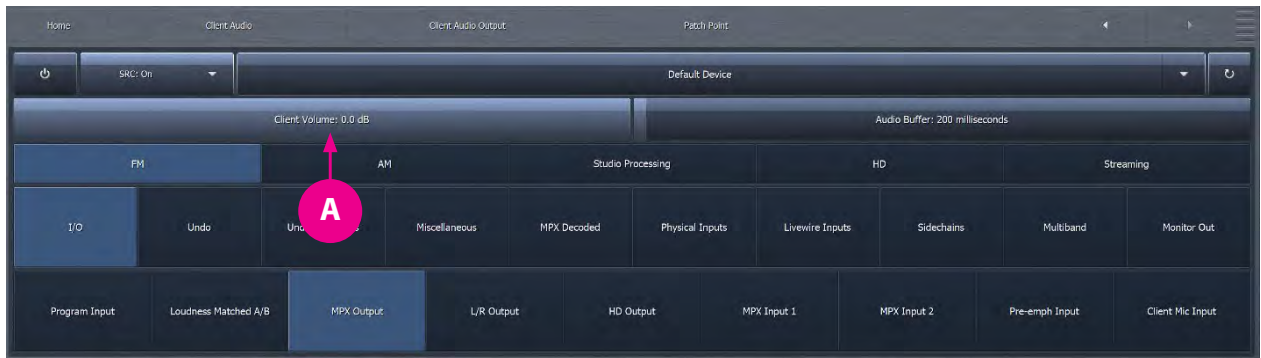 Home Client Audio Client Audio Output Patch Point
SRC: On Default Device
Client Volume: 0.0 dB Audio Buffer: 200 milliseconds
FM AM Studio Processing HD Streaming
A
I/O Undo Miscellaneous MPX Decoded Physical Inputs Livewire Inputs Sidechains Multiband Monitor Out
Program Input Loudness Matched A/B MPX Output L/R Output HD Output MPX Input 1 MPX Input 2 Pre-emph Input Client Mic Input